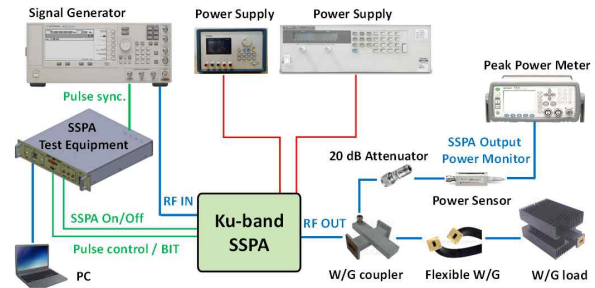 Signal Generator
Power Supply
Power Supply
Peak Power Meter
Pulse sync.
SSPA
Test Equipment
SSPA Output
Power Monitor
20 dB Attenuator
RF IN
Power Sensor
SSPA On/Off
Ku-band
SSPA
RF OUT
Pulse control / BIT
PC
W/G coupler
Flexible W/G
W/G load